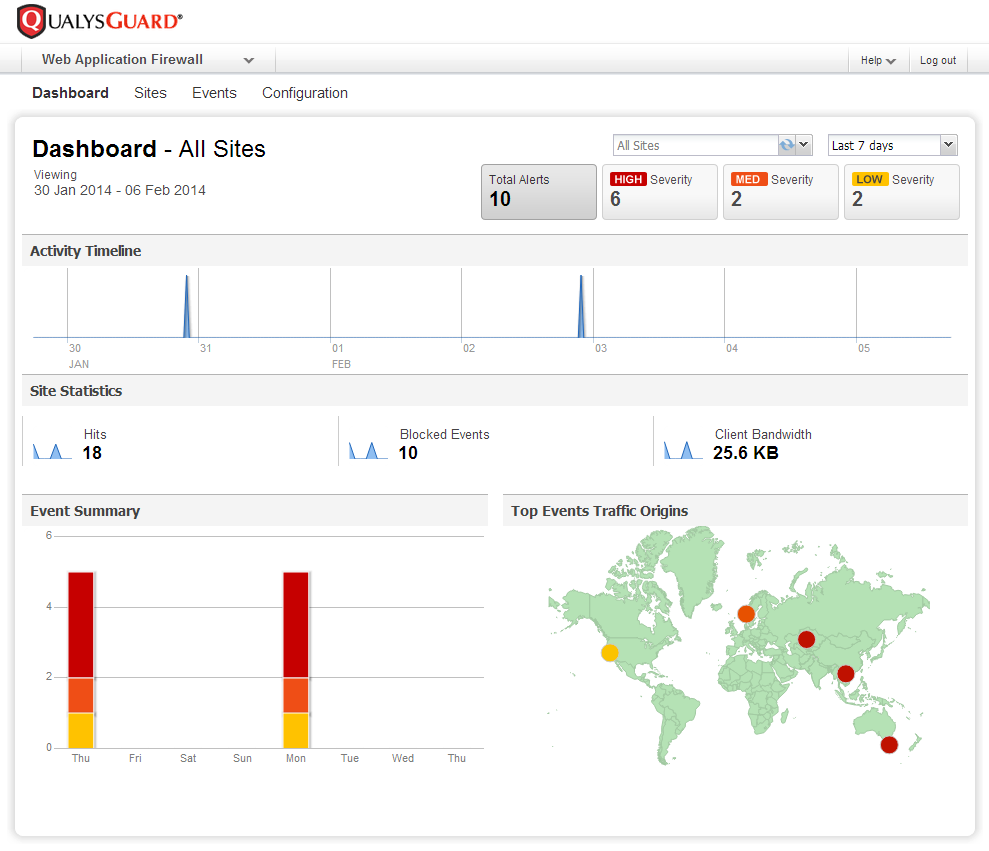 QUALYSGUARD®
Web Application Firewall
Help
Log out
Dashboard Sites Events Configuration
Dashboard - All Sites
All Sites
Last 7 days
Viewing
30 Jan 2014 - 06 Feb 2014
Total Alerts
10
HIGH Severity
6
MED Severity
2
LOW Severity
2
Activity Timeline
30 31 01 02 03 04 05
JAN FEB
Site Statistics
Hits
18
Blocked Events
10
Client Bandwidth
25.6 KB
Event Summary
6
4
2
0
Thu Fri Sat Sun Mon Tue Wed Thu
Top Events Traffic Origins